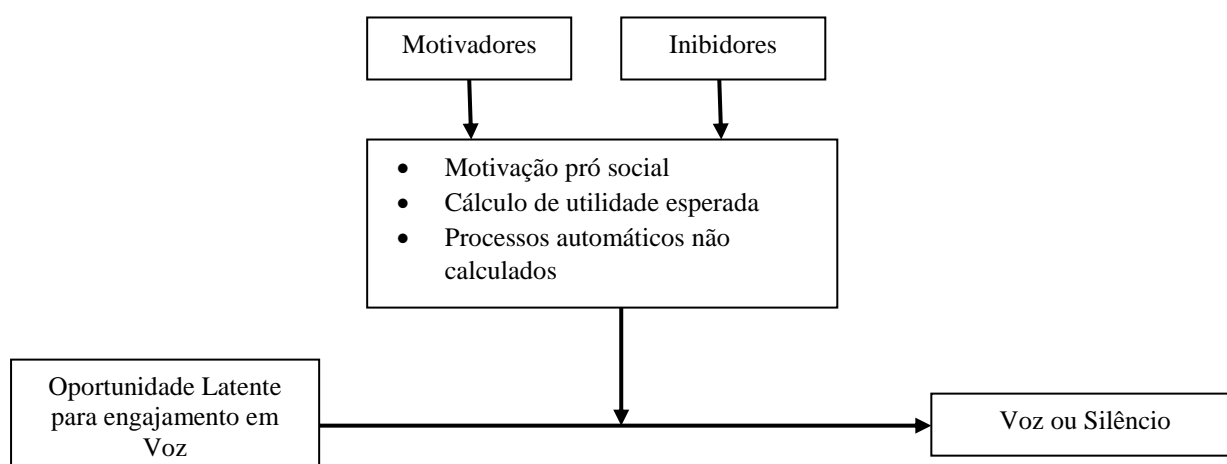 Motivadores
Inibidores
• Motivação pró social
• Cálculo de utilidade esperada
• Processos automáticos não
calculados
Oportunidade Latente
para engajamento em
Voz
Voz ou Silêncio